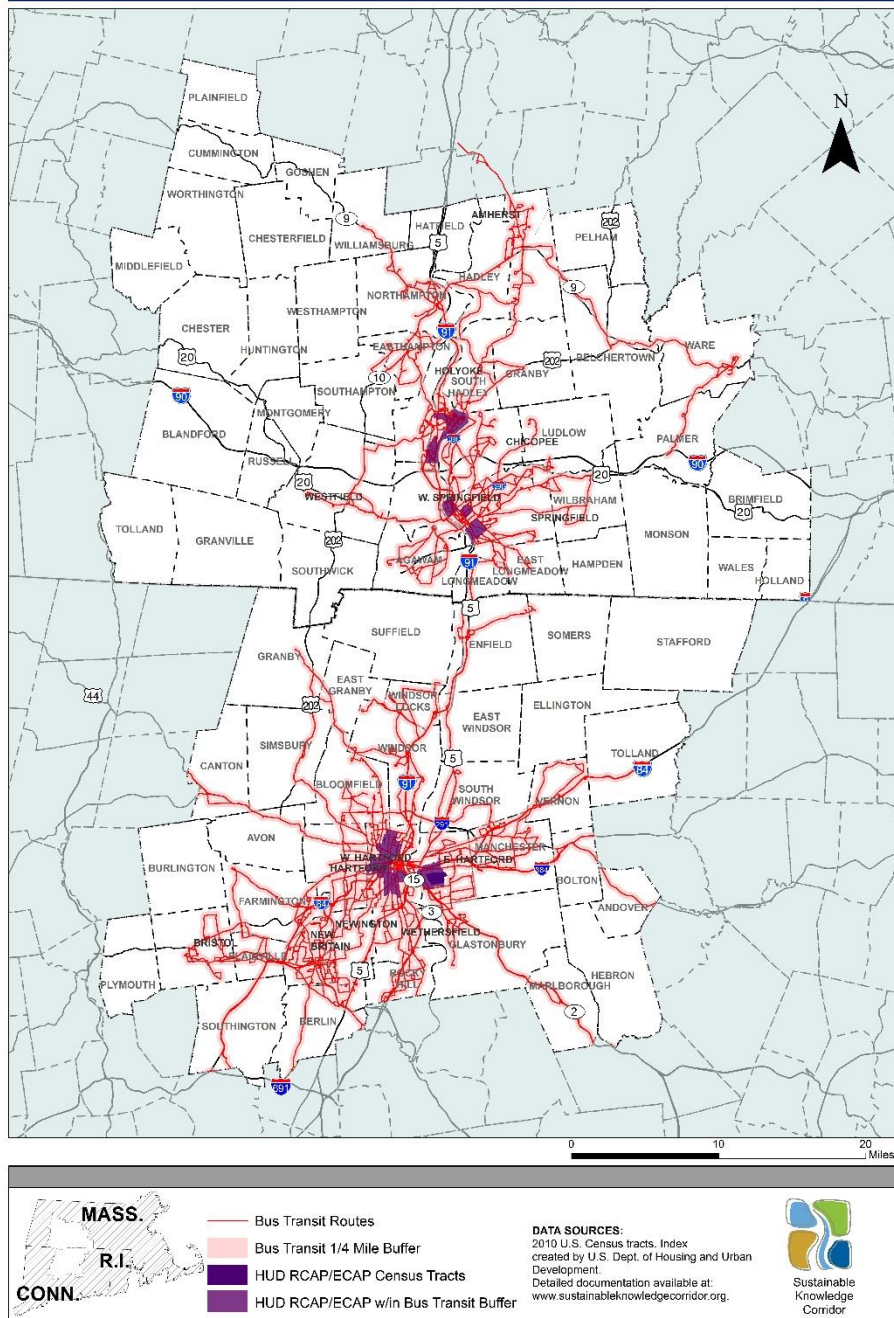 N
PLAINFIELD
CUMMINGTON
GOSHEN
WORTHINGTON
9
AMHERST
202
HATFIELD
CHESTERFIELD
WILLIAMSBURG
5
PELHAM
MIDDLEFIELD
HADLEY
9
NORTHAMPTON
WESTHAMPTON
CHESTER
91
WARE
20
HUNTINGTON
EASTHAMPTON
BELCHERTOWN
202
HOLYOKE
GRANBY
10
SOUTH
HADLEY
SOUTHAMPTON
90
MONTGOMERY
BLANDFORD
LUDLOW
CHICOPEE
PALMER
RUSSELL
90
20
20
WESTFIELD
W. SPRINGFIELD
WILBRAHAM
BRIMFIELD
20
SPRINGFIELD
TOLLAND
GRANVILLE
202
MONSON
AGAWAM
91
EAST
LONGMEADOW
HAMPDEN
SOUTHWICK
LONGMEADOW
WALES
HOLLAND
5
SUFFIELD
SOMERS
STAFFORD
ENFIELD
GRANBY
EAST
GRANBY
44
202
WINDSOR
LOCKS
ELLINGTON
EAST
WINDSOR
SIMSBURY
WINDSOR
TOLLAND
5
CANTON
84
BLOOMFIELD
91
SOUTH
WINDSOR
VERNON
AVON
MANCHESTER
W. HARTFORD
E. HARTFORD
HARTFORD
BURLINGTON
15
384
BOLTON
FARMINGTON
84
ANDOVER
3
NEWINGTON
WETHERSFIELD
NEW
BRITAIN
GLASTONBURY
BRISTO
PLAINVILLE
5
ROCKY
HILL
HEBRON
PLYMOUTH
MARLBOROUGH
2
SOUTHINGTON
BERLIN
691
0 10 20
Miles
MASS.
R.I.
CONN.
Bus Transit Routes
Bus Transit 1/4 Mile Buffer
HUD RCAP/ECAP Census Tracts
HUD RCAP/ECAP w/in Bus Transit Buffer
DATA SOURCES:
2010 U.S. Census tracts. Index
created by U.S. Dept. of Housing and Urban
Development.
Detailed documentation available at:
www.sustainableknowledgecorridor.org.
Sustainable
Knowledge
Corridor